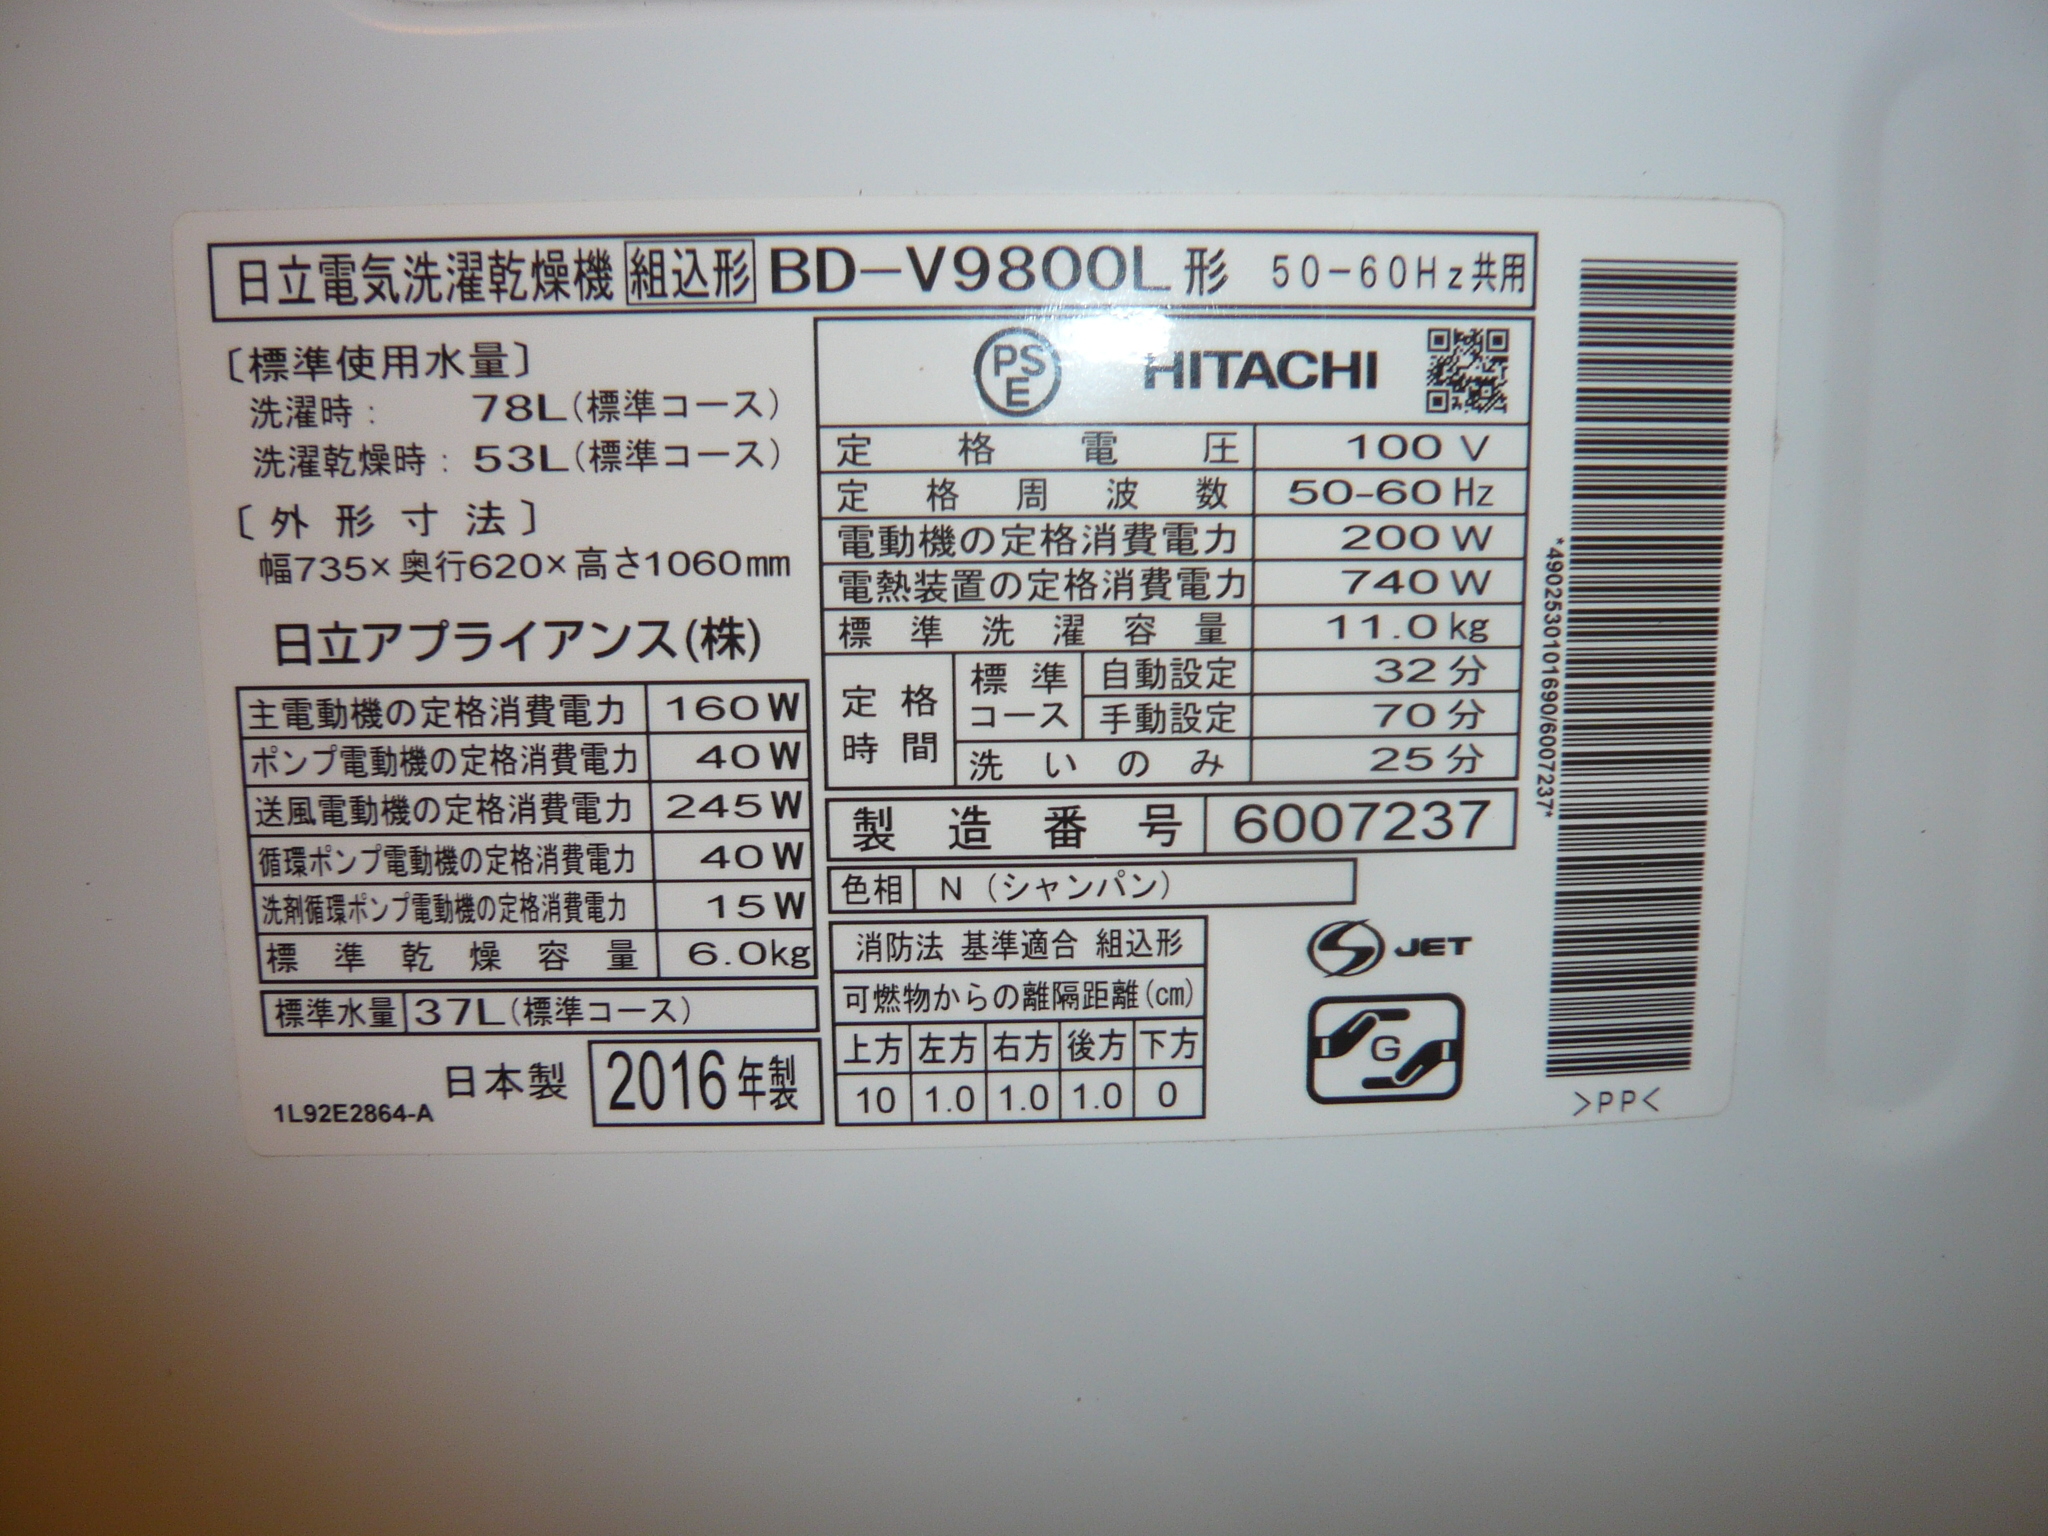 日立電気洗濯乾燥機 組込形 BD-V9800L形 50-60Hz共用
〔標準使用水量〕
洗濯時： 78L(標準コース)
洗濯乾燥時：53L(標準コース)
〔外形寸法〕
幅735×奥行620×高さ1060mm
日立アプライアンス(株)
主電動機の定格消費電力 160W
ポンプ電動機の定格消費電力 40W
送風電動機の定格消費電力 245W
循環ポンプ電動機の定格消費電力 40W
洗剤循環ポンプ電動機の定格消費電力 15W
標準乾燥容量 6.0kg
標準水量 37L(標準コース)
1L92E2864-A 日本製 2016年製
PS
E
HITACHI
定格電圧 100V
定格周波数 50-60Hz
電動機の定格消費電力 200W
電熱装置の定格消費電力 740W
標準洗濯容量 11.0kg
定格時間 標準コース 自動設定 32分
手動設定 70分
洗いのみ 25分
製造番号 6007237
色相 N(シャンパン)
消防法 基準適合 組込形
可燃物からの離隔距離(cm)
上方 左方 右方 後方 下方
10 1.0 1.0 1.0 0
S JET
G
*4902530101690/6007237*
>PP<